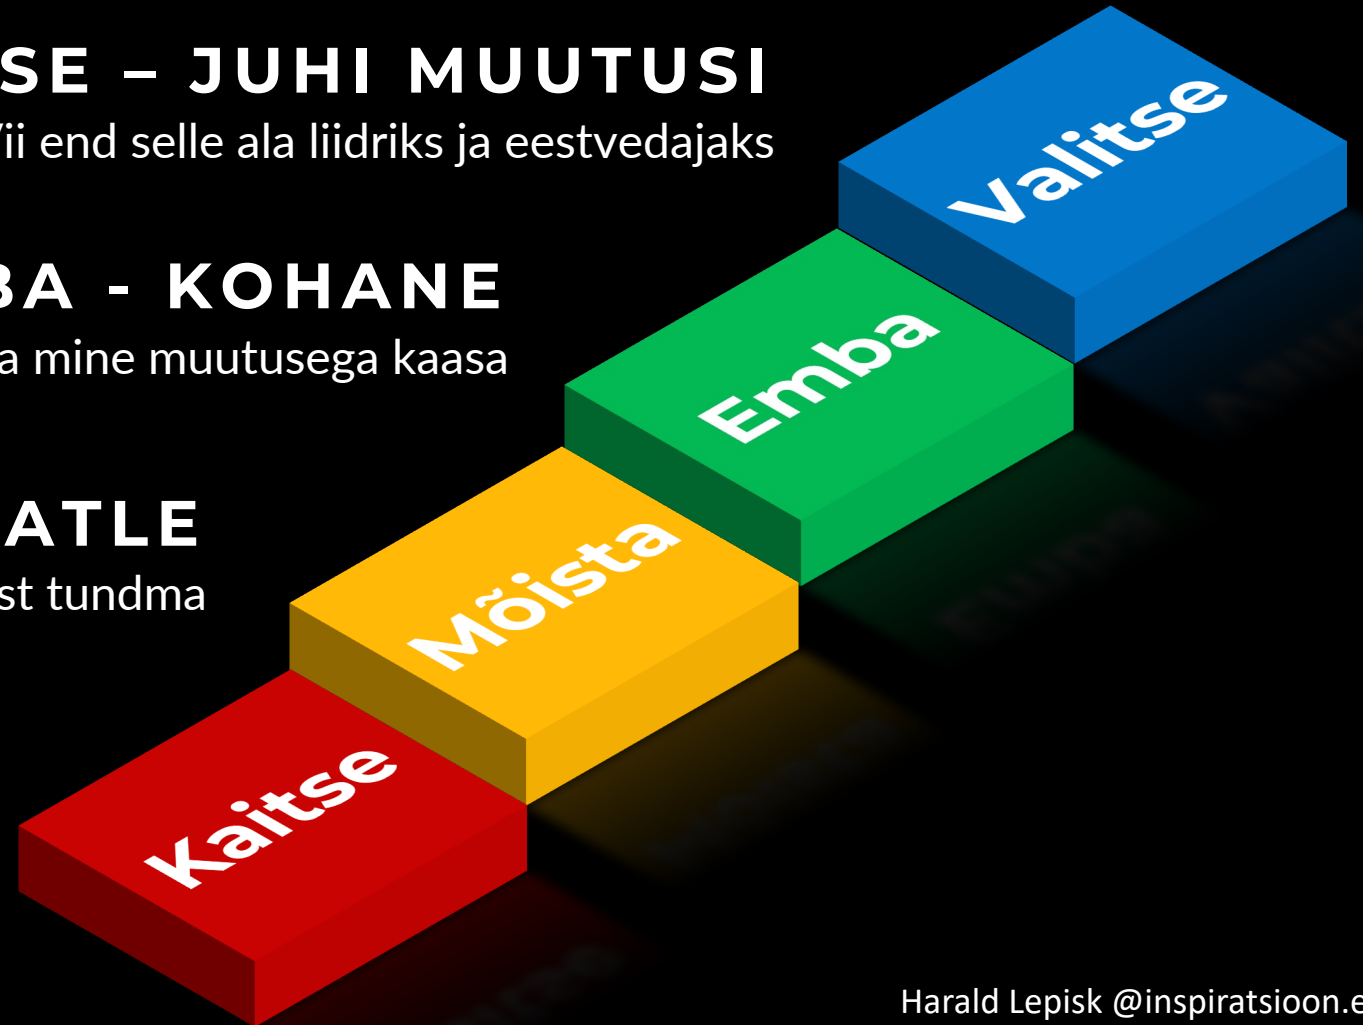 SE – JUHI MUUTUSI
Vii end selle ala liidriks ja eestvedajaks
BA - KOHANE
a mine muutusega kaasa
ATLE
st tundma
Valitse
Emba
Mõista
Kaitse
Harald Lepisk @inspiratsioon.e